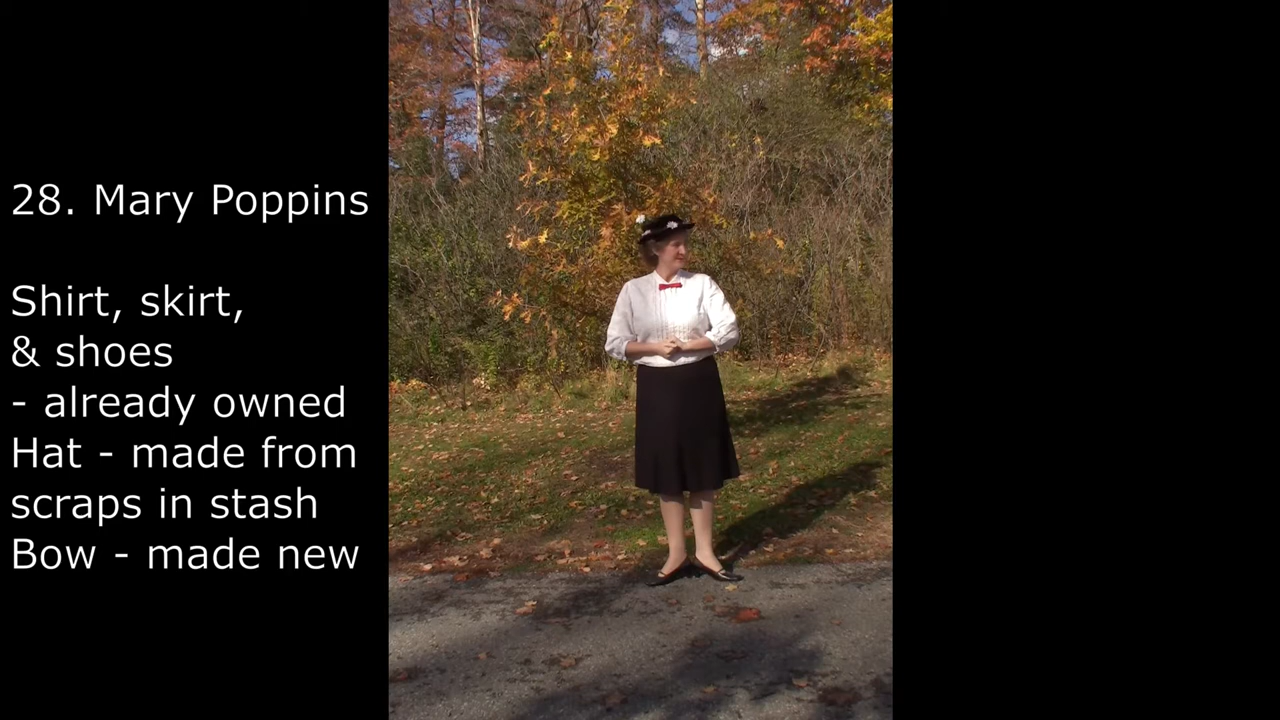 28. Mary Poppins
Shirt, skirt,
& shoes
- already owned
Hat - made from
scraps in stash
Bow - made new